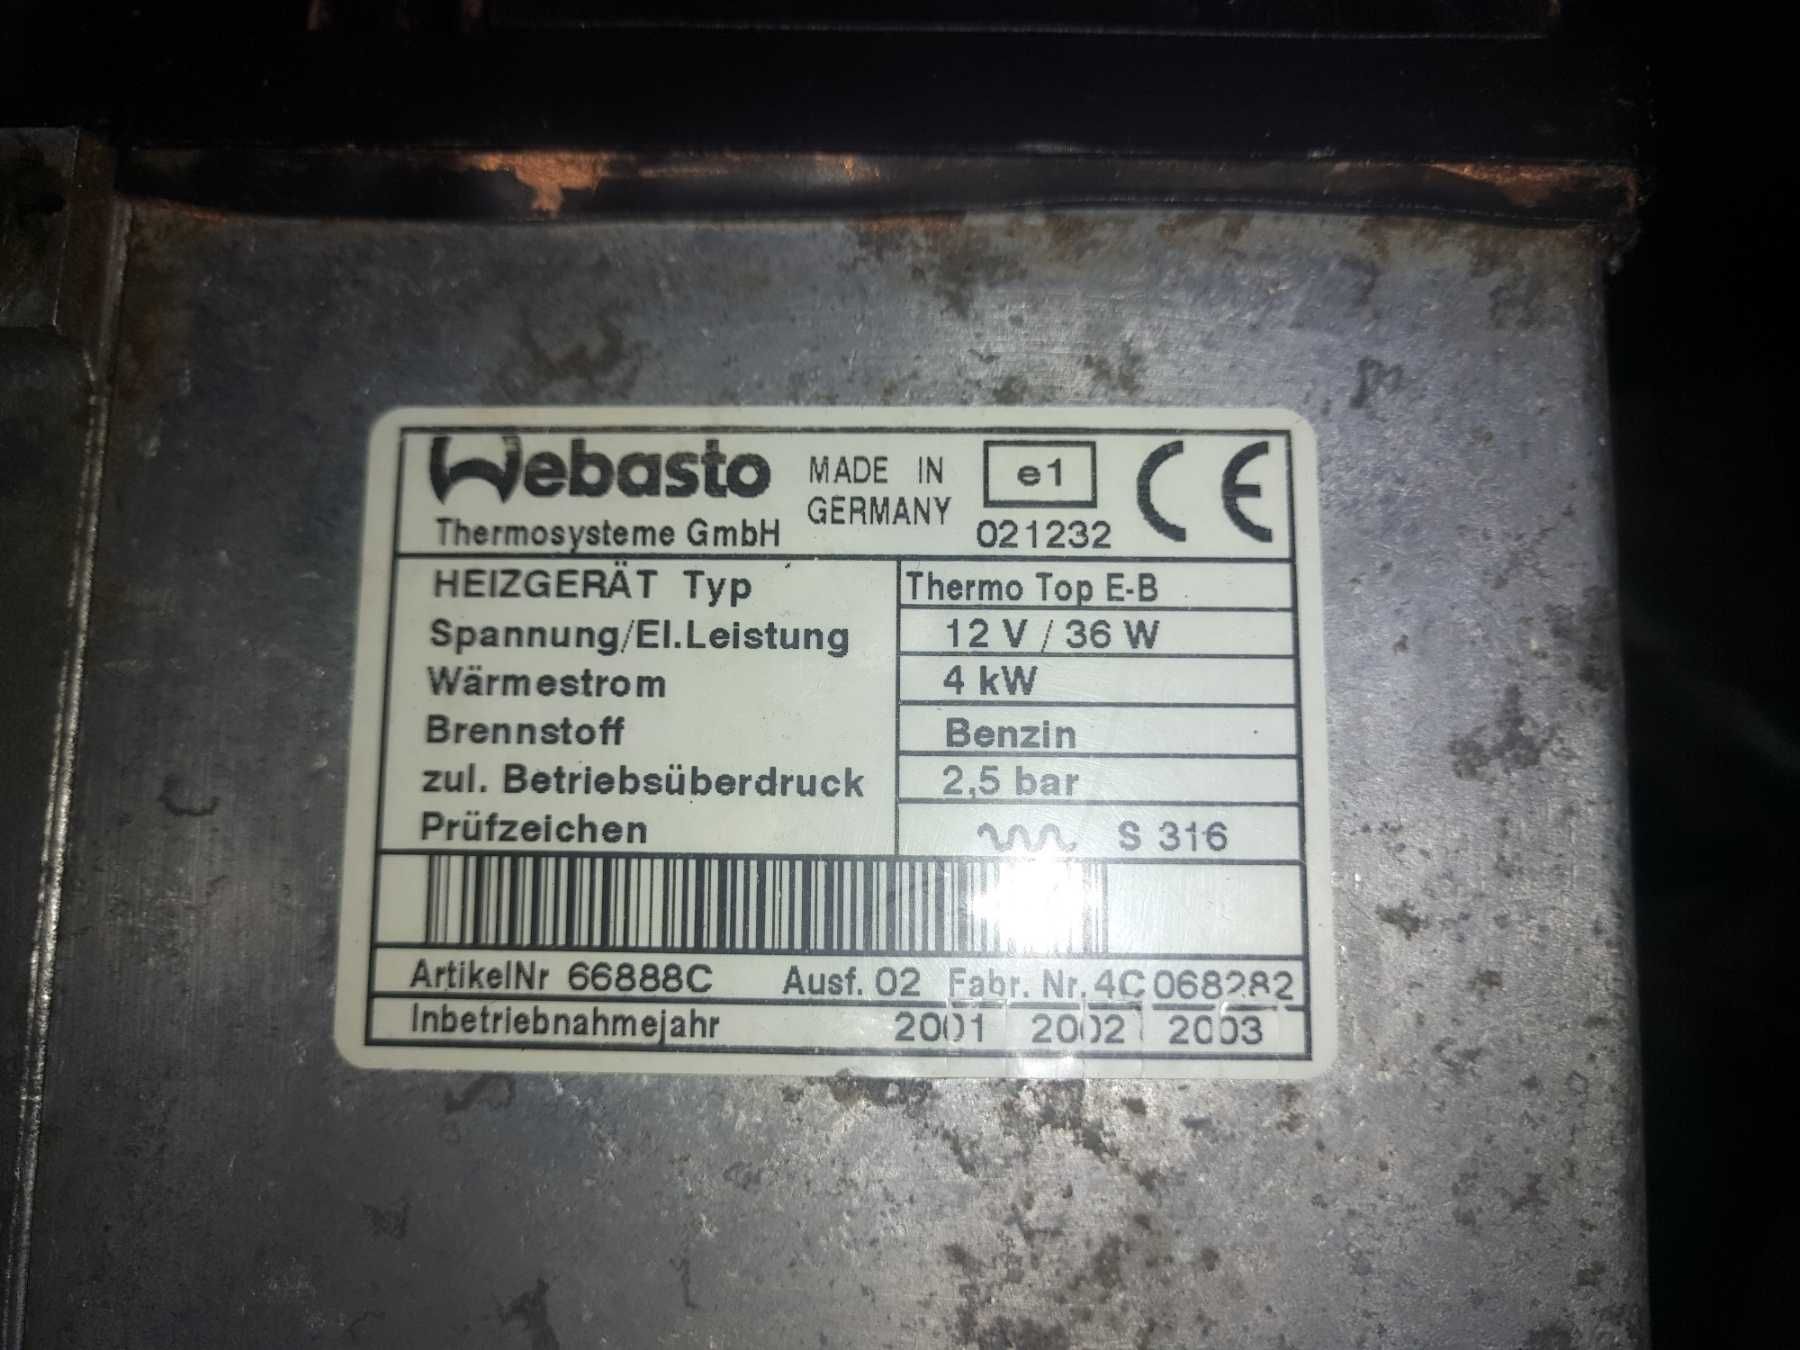 Webasto
Thermosysteme GmbH
MADE IN
GERMANY
e1
021232
CE
HEIZGERÄT Typ Thermo Top E-B
Spannung/El.Leistung 12 V / 36 W
Wärmestrom 4 kW
Brennstoff Benzin
zul. Betriebsüberdruck 2,5 bar
Prüfzeichen S 316
ArtikelNr 66888C Ausf. 02 Fabr. Nr. 4C 068282
Inbetriebnahmejahr 2001 2002 2003